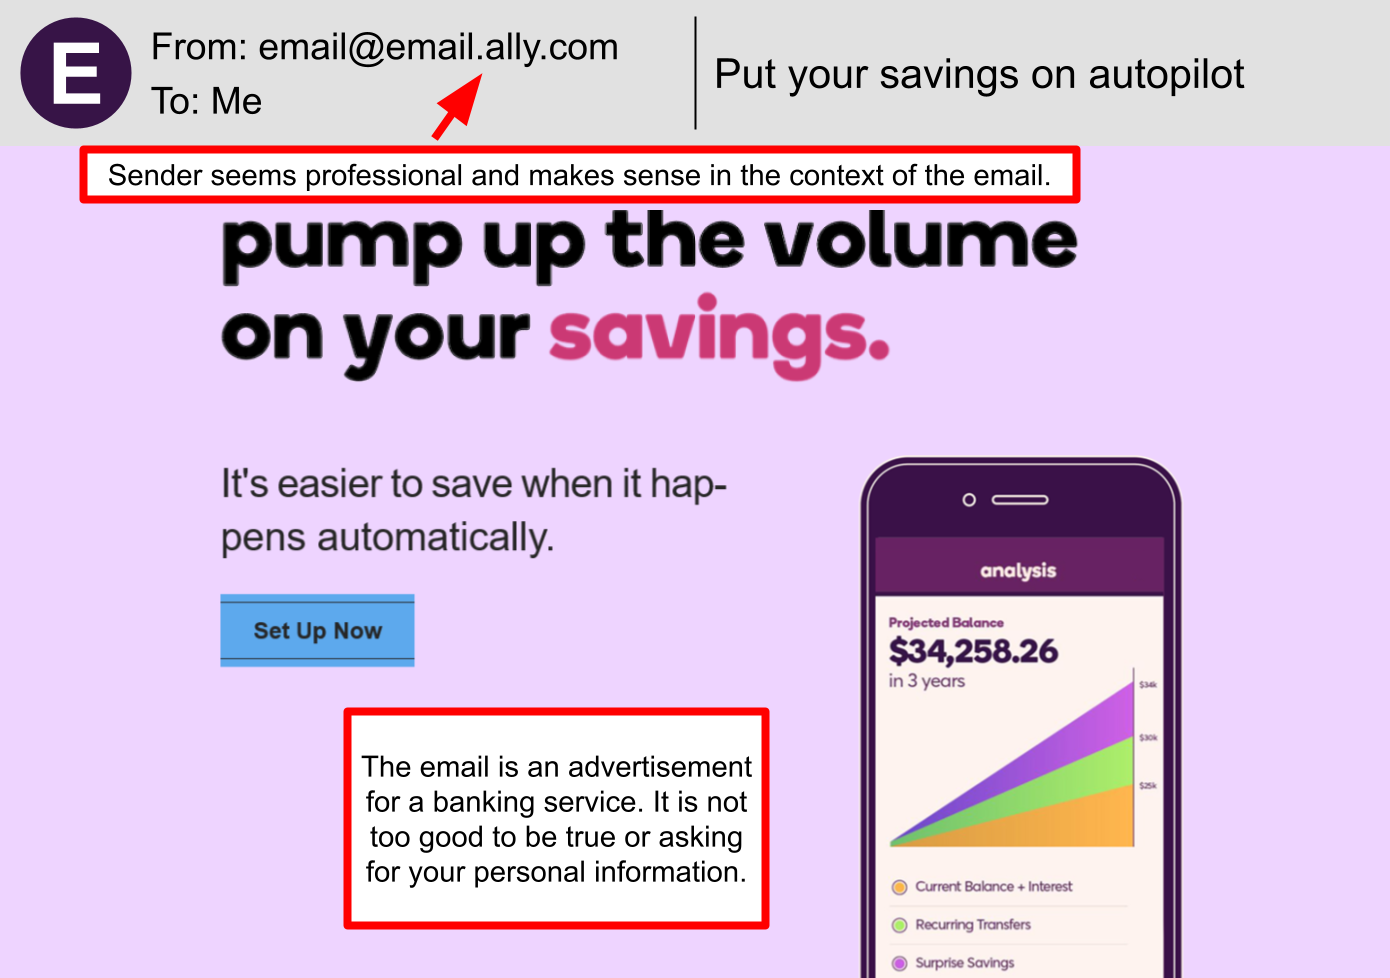 E
From: email@email.ally.com
To: Me
Put your savings on autopilot
Sender seems professional and makes sense in the context of the email.
pump up the volume
on your savings.
It's easier to save when it hap-
pens automatically.
Set Up Now
The email is an advertisement
for a banking service. It is not
too good to be true or asking
for your personal information.
analysis
Projected Balance
$34,258.26
in 3 years
$34k
$30k
$25k
Current Balance + Interest
Recurring Transfers
Surprise Savings